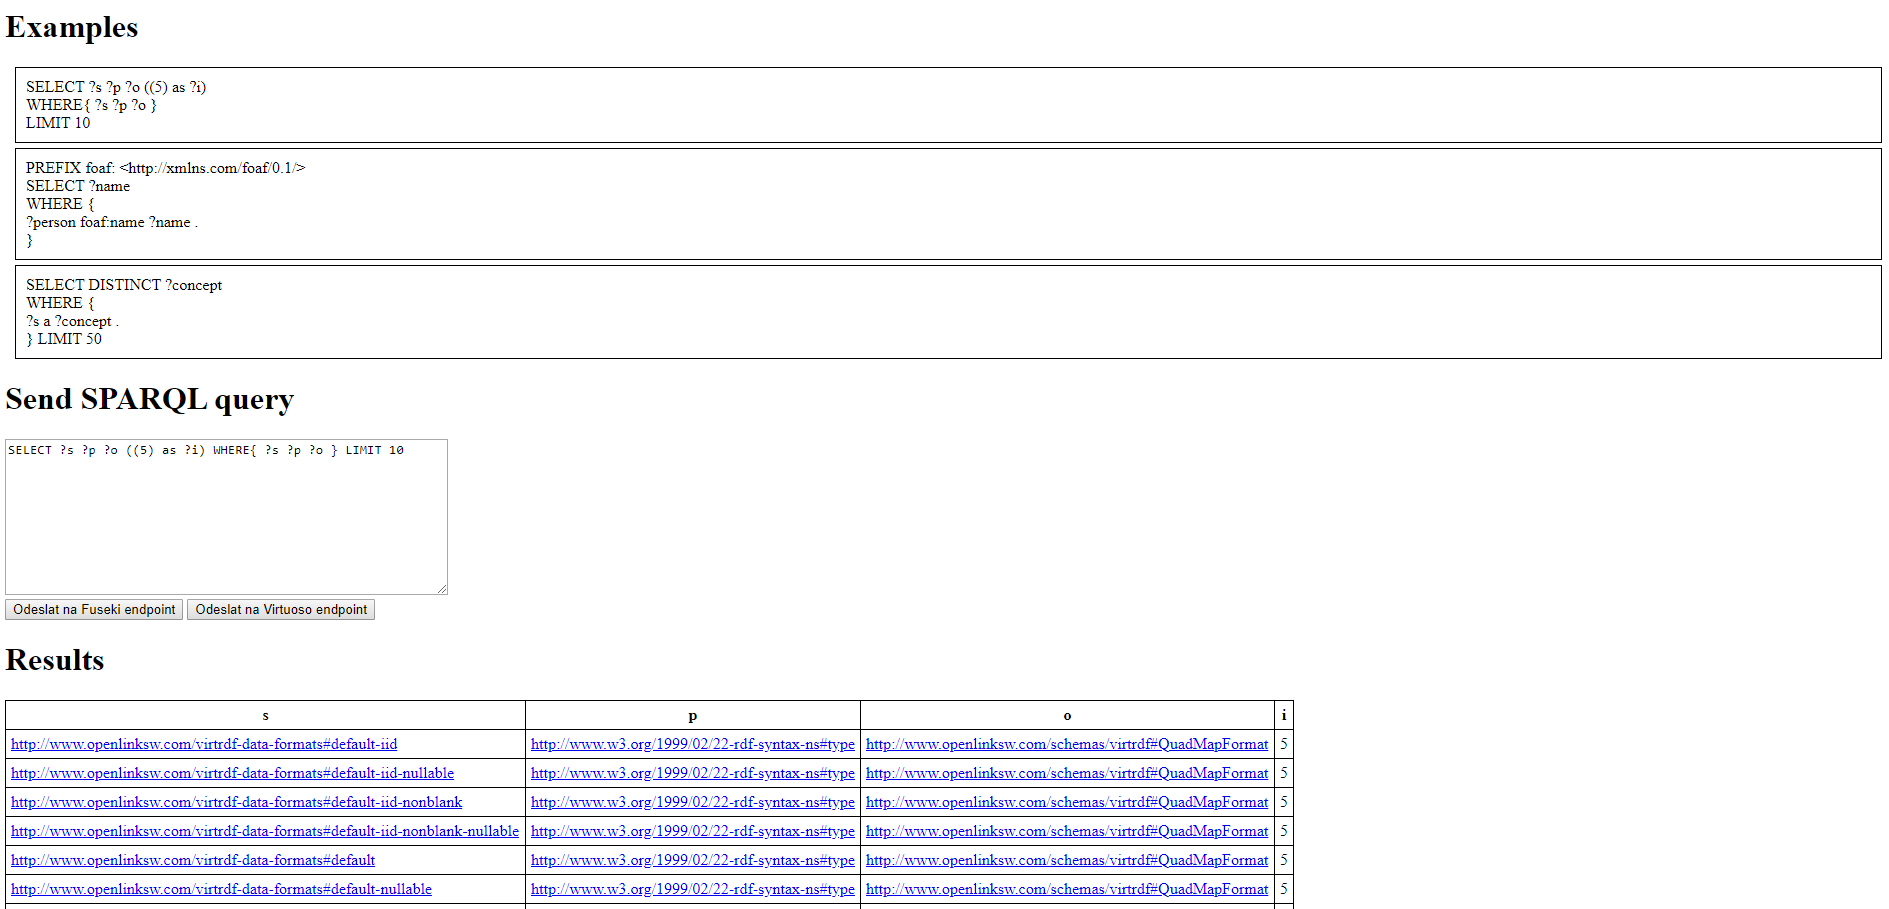 Examples
SELECT ?s ?p ?o ((5) as ?i)
WHERE{ ?s ?p ?o }
LIMIT 10
PREFIX foaf: <http://xmlns.com/foaf/0.1/>
SELECT ?name
WHERE {
?person foaf:name ?name .
}
SELECT DISTINCT ?concept
WHERE {
?s a ?concept .
} LIMIT 50
Send SPARQL query
SELECT ?s ?p ?o ((5) as ?i) WHERE{ ?s ?p ?o } LIMIT 10
Odeslat na Fuseki endpoint Odeslat na Virtuoso endpoint
Results
s p o i
http://www.openlinksw.com/virtrdf-data-formats#default-iid http://www.w3.org/1999/02/22-rdf-syntax-ns#type http://www.openlinksw.com/schemas/virtrdf#QuadMapFormat 5
http://www.openlinksw.com/virtrdf-data-formats#default-iid-nullable http://www.w3.org/1999/02/22-rdf-syntax-ns#type http://www.openlinksw.com/schemas/virtrdf#QuadMapFormat 5
http://www.openlinksw.com/virtrdf-data-formats#default-iid-nonblank http://www.w3.org/1999/02/22-rdf-syntax-ns#type http://www.openlinksw.com/schemas/virtrdf#QuadMapFormat 5
http://www.openlinksw.com/virtrdf-data-formats#default-iid-nonblank-nullable http://www.w3.org/1999/02/22-rdf-syntax-ns#type http://www.openlinksw.com/schemas/virtrdf#QuadMapFormat 5
http://www.openlinksw.com/virtrdf-data-formats#default http://www.w3.org/1999/02/22-rdf-syntax-ns#type http://www.openlinksw.com/schemas/virtrdf#QuadMapFormat 5
http://www.openlinksw.com/virtrdf-data-formats#default-nullable http://www.w3.org/1999/02/22-rdf-syntax-ns#type http://www.openlinksw.com/schemas/virtrdf#QuadMapFormat 5